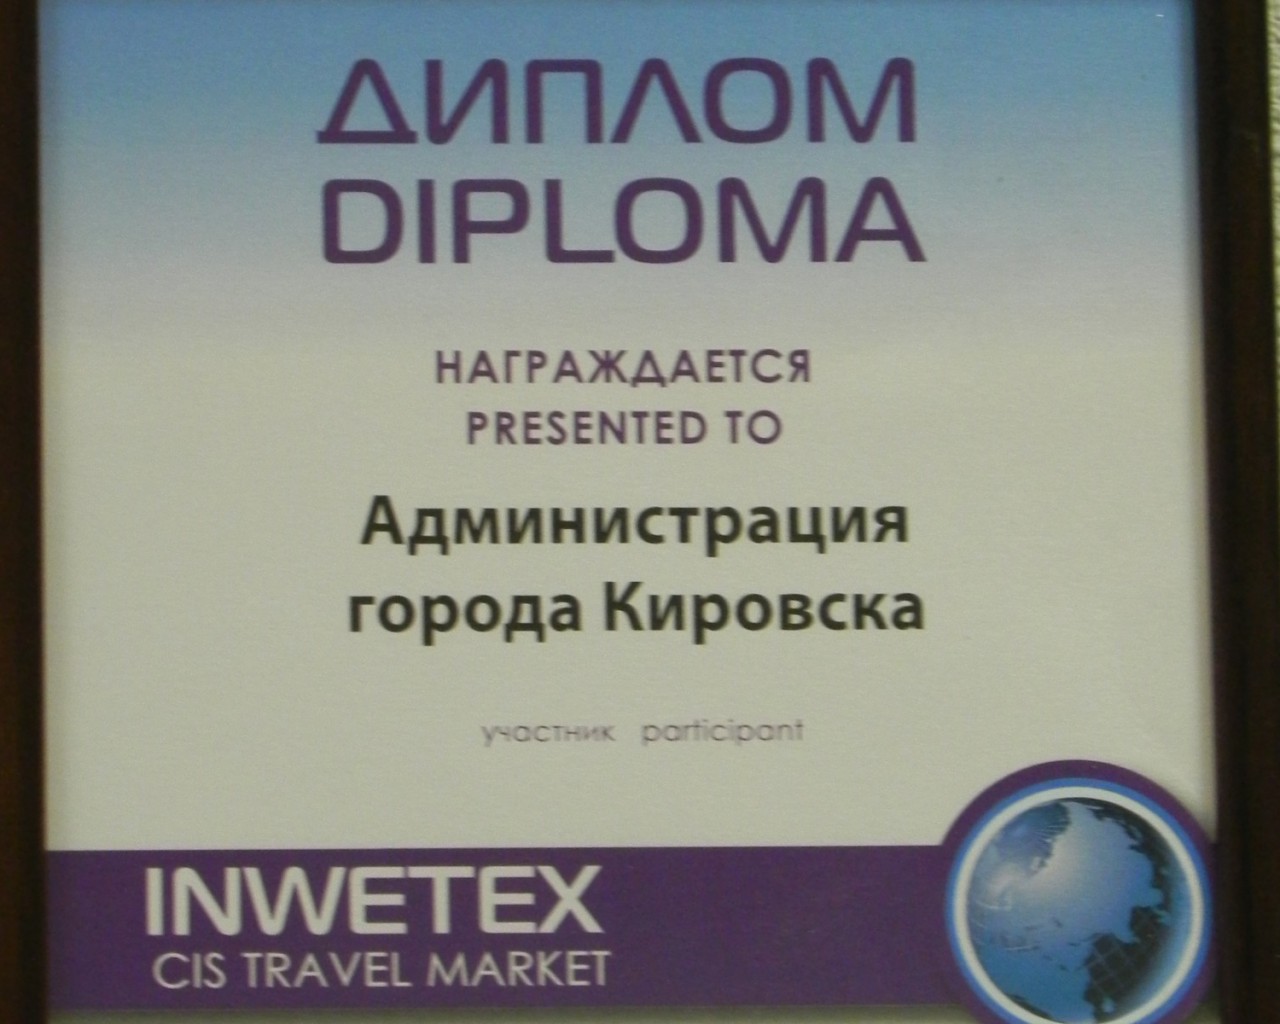 ДИПЛОМ
DIPLOMA
НАГРАЖДАЕТСЯ
PRESENTED TO
Администрация
города Кировска
участник participant
INWETEX
CIS TRAVEL MARKET